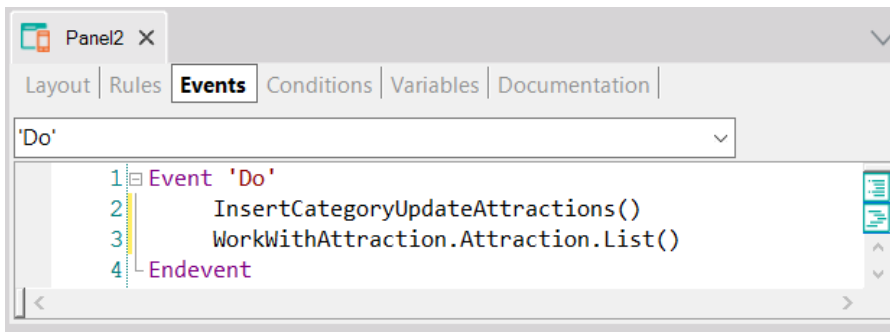 Panel2
Layout Rules Events Conditions Variables Documentation
'Do'
1 Event 'Do'
2 InsertCategoryUpdateAttractions()
3 WorkWithAttraction.Attraction.List()
4 Endevent